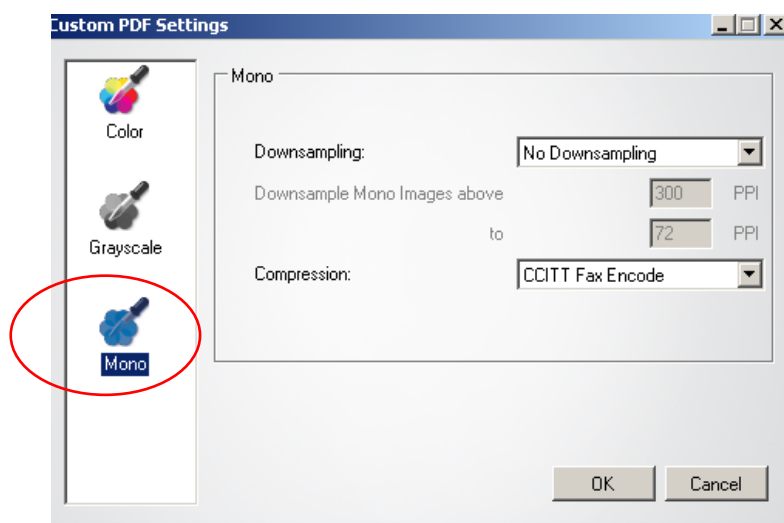 Custom PDF Settings
Color
Grayscale
Mono
Mono
Downsampling: No Downsampling
Downsample Mono Images above 300 PPI
to 72 PPI
Compression: CCITT Fax Encode
OK Cancel